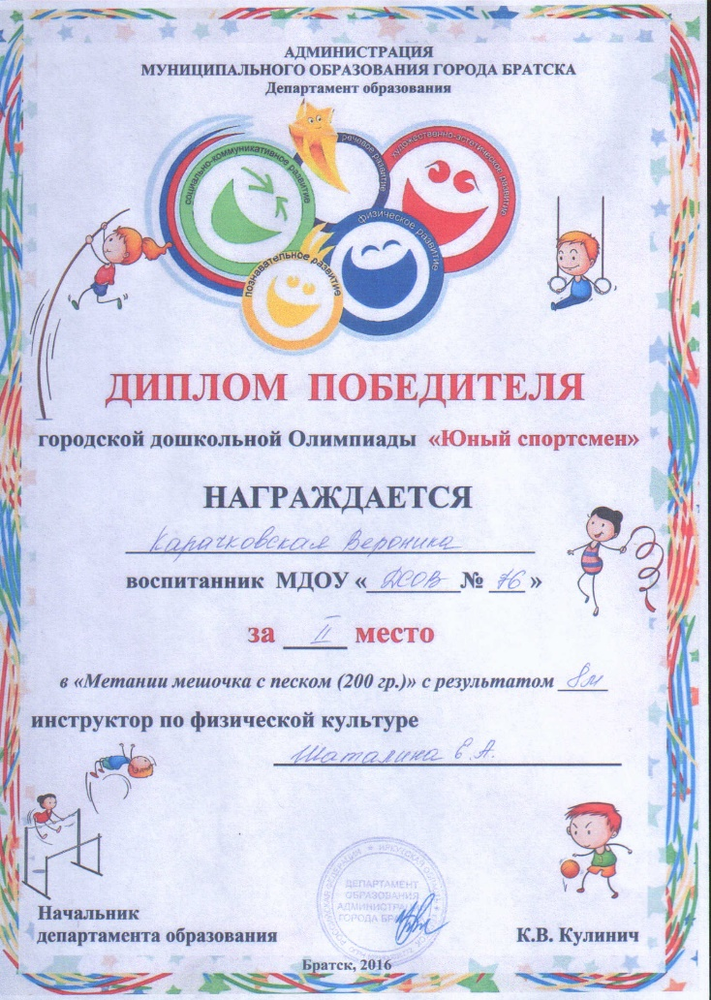 АДМИНИСТРАЦИЯ
МУНИЦИПАЛЬНОГО ОБРАЗОВАНИЯ ГОРОДА БРАТСКА
Департамент образования
социально-коммуникативное развитие
речевое развитие
художественно-эстетическое развитие
познавательное развитие
физическое развитие
ДИПЛОМ ПОБЕДИТЕЛЯ
городской дошкольной Олимпиады «Юный спортсмен»
НАГРАЖДАЕТСЯ
Карачковская Вероника
воспитанник МДОУ « ДСОВ № 76 »
за II место
в «Метании мешочка с песком (200 гр.)» с результатом 8м
инструктор по физической культуре
Шаталина Е.А.
ДЕПАРТАМЕНТ
ОБРАЗОВАНИЯ
ГОРОДА
Начальник
департамента образования К.В. Кулинич
Братск, 2016